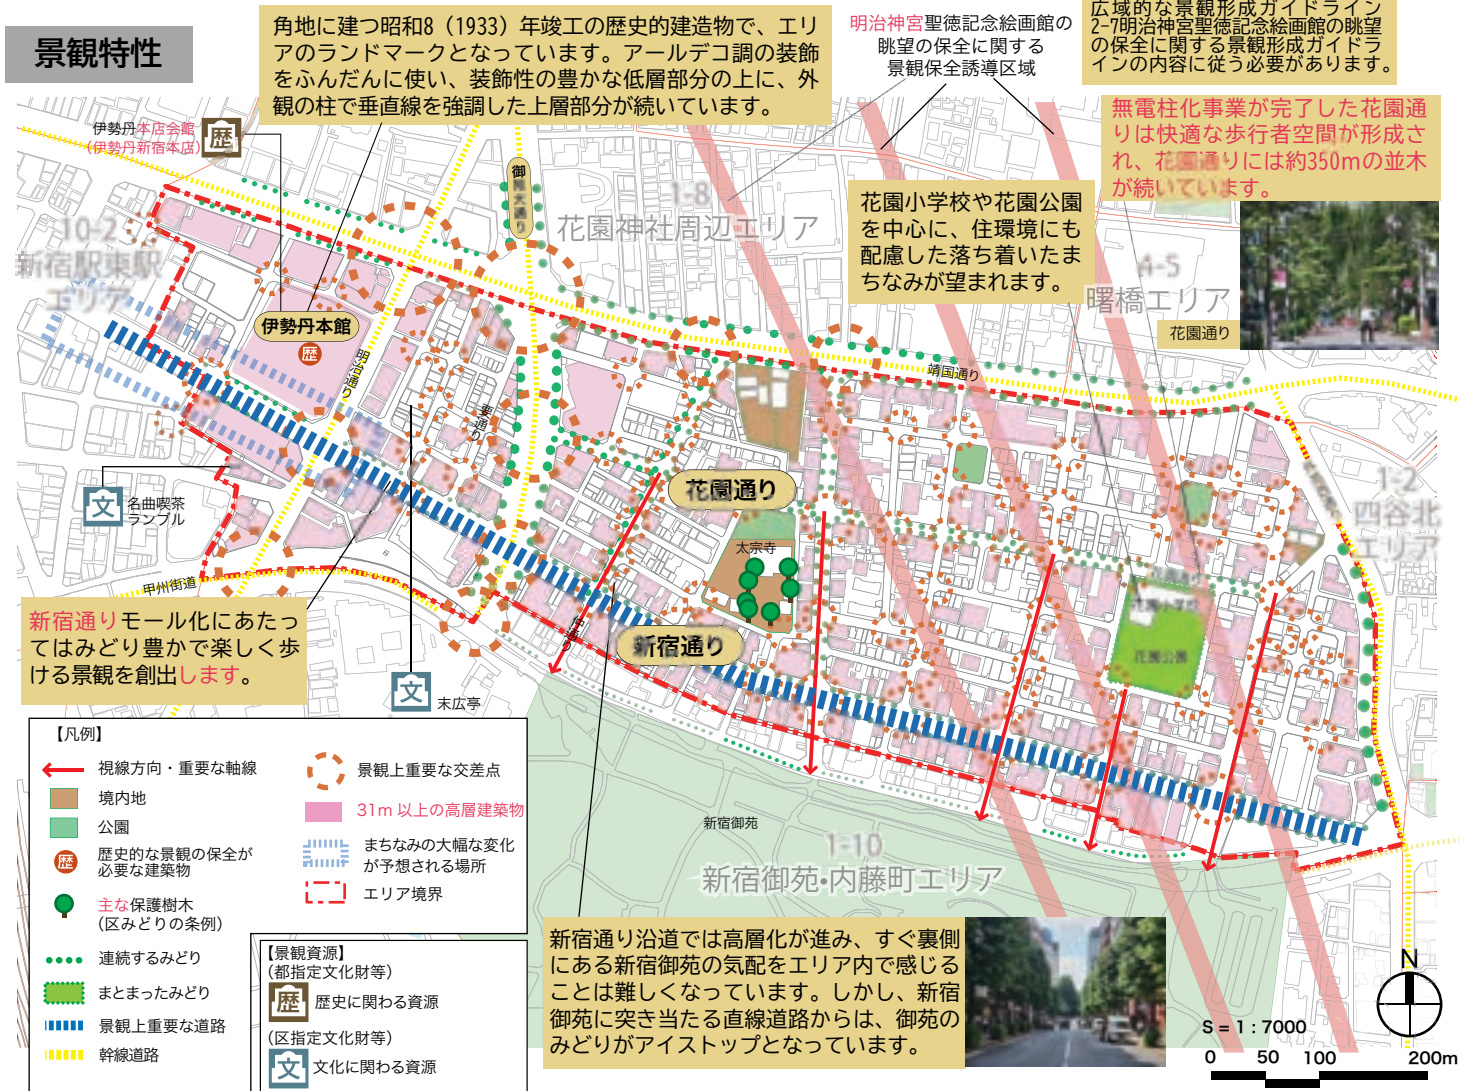 景観特性
角地に建つ昭和8（1933）年竣工の歴史的建造物で、エリ
アのランドマークとなっています。アールデコ調の装飾
をふんだんに使い、装飾性の豊かな低層部分の上に、外
観の柱で垂直線を強調した上層部分が続いています。
明治神宮聖徳記念絵画館の
眺望の保全に関する
景観保全誘導区域
広域的な景観形成ガイドライン
2-7明治神宮聖徳記念絵画館の眺望
の保全に関する景観形成ガイドラ
インの内容に従う必要があります。
無電柱化事業が完了した花園通
りは快適な歩行者空間が形成さ
れ、花園通りには約350mの並木
が続いています。
伊勢丹本店会館
（伊勢丹新宿本店）
歴
御苑大通り
1-8
花園神社周辺エリア
花園小学校や花園公園
を中心に、住環境にも
配慮した落ち着いたま
ちなみが望まれます。
10-2
新宿駅東駅
エリア
4-5
曙橋エリア
花園通り
伊勢丹本館
歴
明治通り
要通り
靖国通り
花園通り
文
名曲喫茶
ランブル
太宗寺
1-2
四谷北
エリア
甲州街道
仲通り
新宿通り
花園小学校
花園公園
新宿通りモール化にあたっ
てはみどり豊かで楽しく歩
ける景観を創出します。
文
末広亭
新宿御苑
1-10
新宿御苑・内藤町エリア
【凡例】
視線方向・重要な軸線
境内地
公園
歴
歴史的な景観の保全が
必要な建築物
主な保護樹木
（区みどりの条例）
連続するみどり
まとまったみどり
景観上重要な道路
幹線道路
景観上重要な交差点
31m 以上の高層建築物
まちなみの大幅な変化
が予想される場所
エリア境界
【景観資源】
（都指定文化財等）
歴
歴史に関わる資源
（区指定文化財等）
文
文化に関わる資源
新宿通り沿道では高層化が進み、すぐ裏側
にある新宿御苑の気配をエリア内で感じる
ことは難しくなっています。しかし、新宿
御苑に突き当たる直線道路からは、御苑の
みどりがアイストップとなっています。
N
S = 1 : 7000
0 50 100 200m